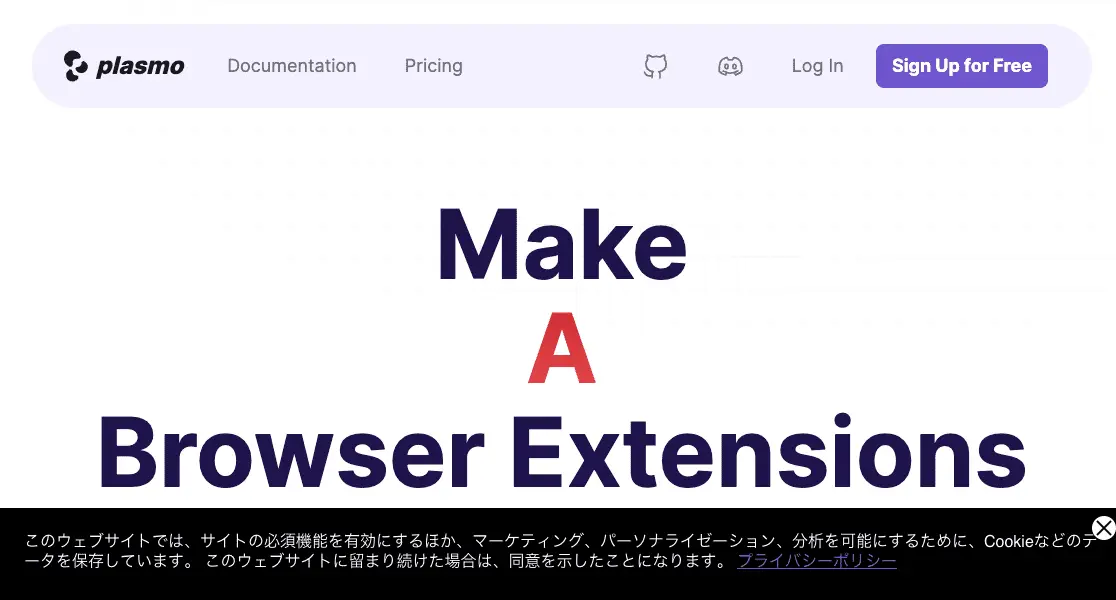 plasmo Documentation Pricing Log In Sign Up for Free
Make
A
Browser Extensions
このウェブサイトでは、サイトの必須機能を有効にするほか、マーケティング、パーソナライゼーション、分析を可能にするために、Cookieなどのデ
ータを保存しています。 このウェブサイトに留まり続けた場合は、同意を示したことになります。 プライバシーポリシー